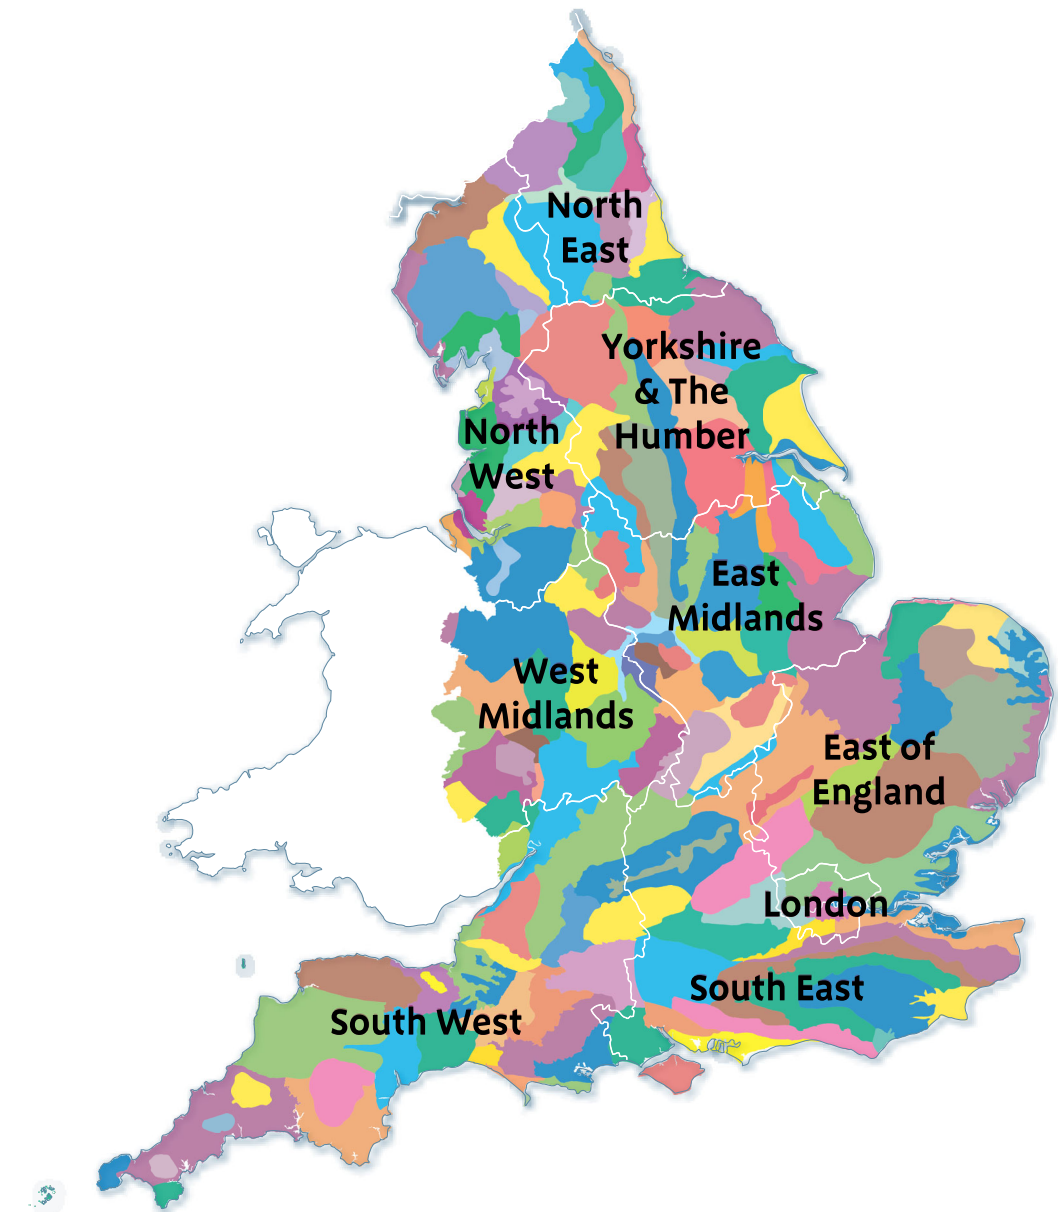 North
East
Yorkshire
& The
Humber
North
West
East
Midlands
West
Midlands
East of
England
London
South East
South West